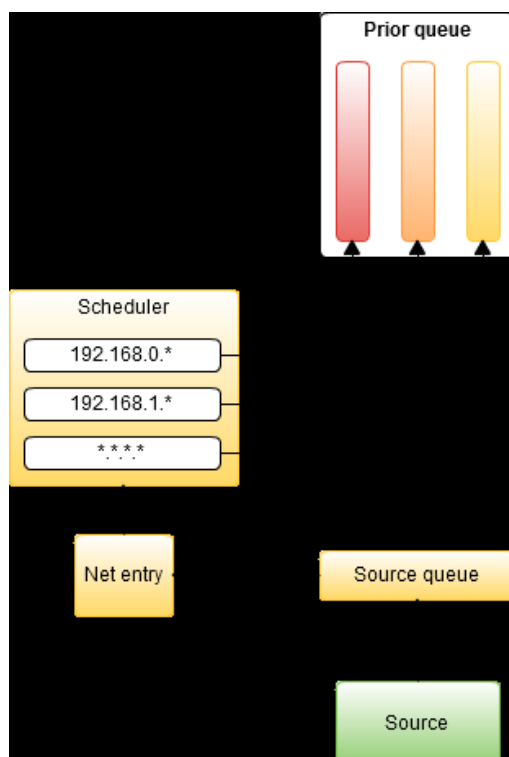 Prior queue
Scheduler
192.168.0.*
192.168.1.*
*.*.*.*
Net entry
Source queue
Source